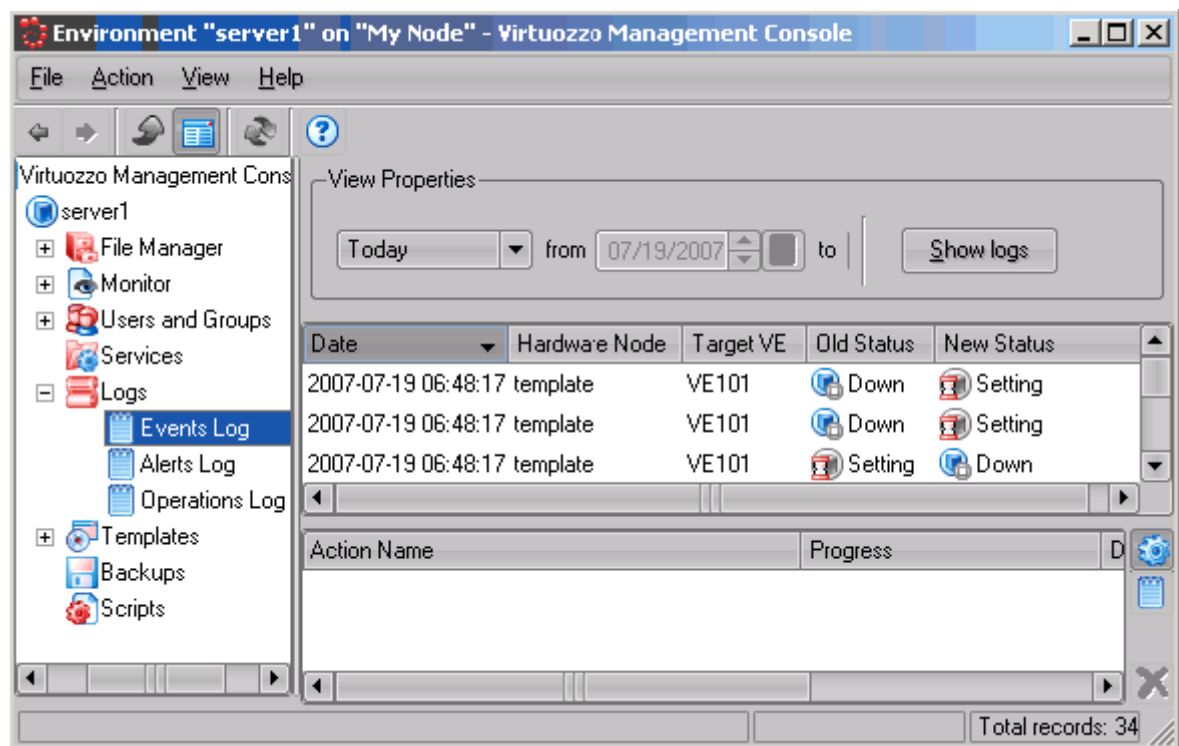 Environment "server1" on "My Node" - Virtuozzo Management Console
File Action View Help
Virtuozzo Management Cons
server1
File Manager
Monitor
Users and Groups
Services
Logs
Events Log
Alerts Log
Operations Log
Templates
Backups
Scripts
View Properties
Today from 07/19/2007 to Show logs
Date Hardware Node Target VE Old Status New Status
2007-07-19 06:48:17 template VE101 Down Setting
2007-07-19 06:48:17 template VE101 Down Setting
2007-07-19 06:48:17 template VE101 Setting Down
Action Name Progress D
Total records: 34